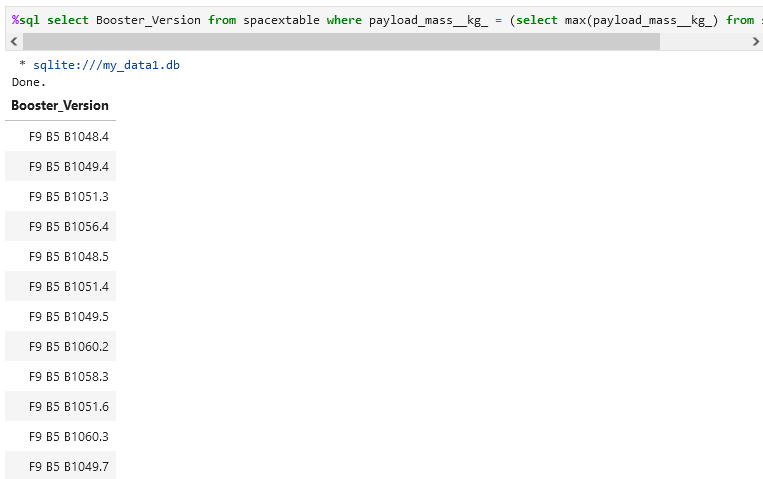 %sql select Booster_Version from spacextable where payload_mass__kg_ = (select max(payload_mass__kg_) from
* sqlite:///my_data1.db
Done.
Booster_Version
F9 B5 B1048.4
F9 B5 B1049.4
F9 B5 B1051.3
F9 B5 B1056.4
F9 B5 B1048.5
F9 B5 B1051.4
F9 B5 B1049.5
F9 B5 B1060.2
F9 B5 B1058.3
F9 B5 B1051.6
F9 B5 B1060.3
F9 B5 B1049.7